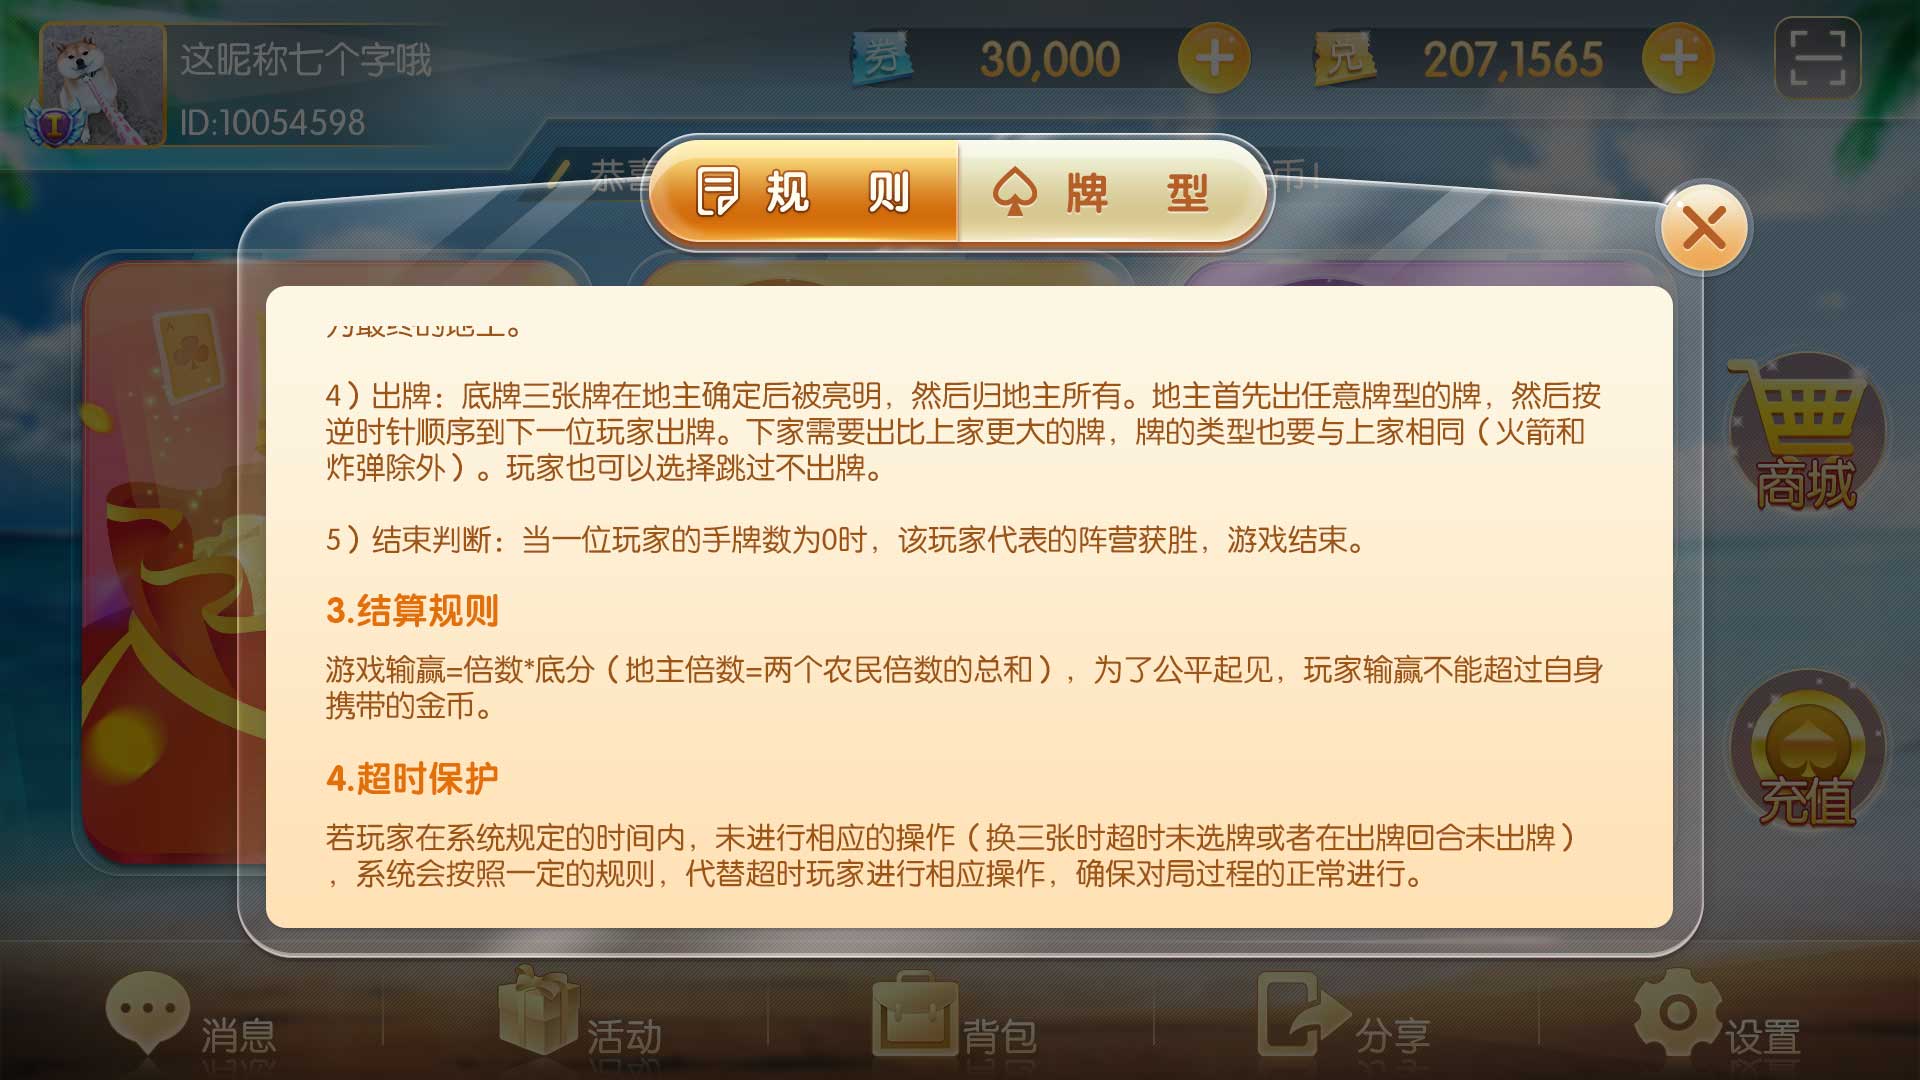 这昵称七个字哦
券
30,000
兑
207,1565
ID:10054598
I
恭喜
币!
规 则
牌 型
A
为最终的地主。
4）出牌：底牌三张牌在地主确定后被亮明，然后归地主所有。地主首先出任意牌型的牌，然后按
逆时针顺序到下一位玩家出牌。下家需要出比上家更大的牌，牌的类型也要与上家相同（火箭和
炸弹除外）。玩家也可以选择跳过不出牌。
5）结束判断：当一位玩家的手牌数为0时，该玩家代表的阵营获胜，游戏结束。
3.结算规则
游戏输赢=倍数*底分（地主倍数=两个农民倍数的总和），为了公平起见，玩家输赢不能超过自身
携带的金币。
4.超时保护
若玩家在系统规定的时间内，未进行相应的操作（换三张时超时未选牌或者在出牌回合未出牌）
，系统会按照一定的规则，代替超时玩家进行相应操作，确保对局过程的正常进行。
商城
充值
消息
活动
背包
分享
设置